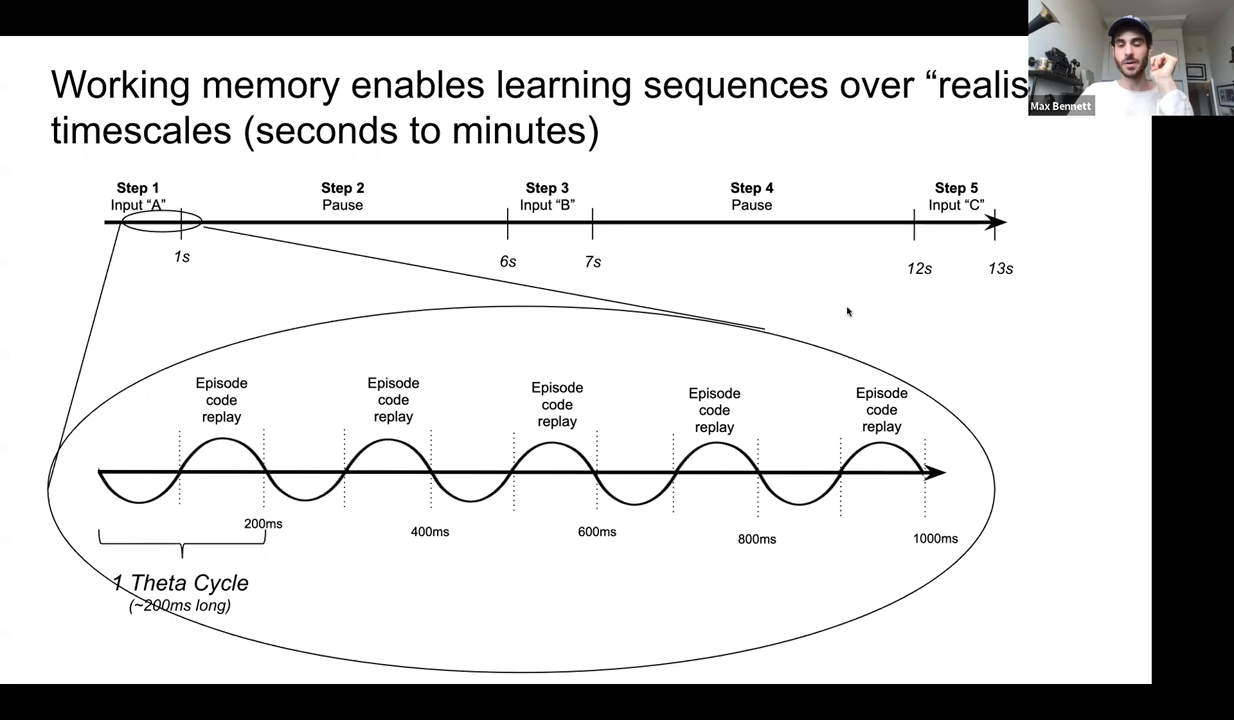 Working memory enables learning sequences over “realis
timescales (seconds to minutes)
Max Bennett
Step 1
Input “A”
Step 2
Pause
Step 3
Input “B”
Step 4
Pause
Step 5
Input “C”
1s
6s
7s
12s
13s
Episode
code
replay
Episode
code
replay
Episode
code
replay
Episode
code
replay
Episode
code
replay
200ms
400ms
600ms
800ms
1000ms
1 Theta Cycle
(~200ms long)